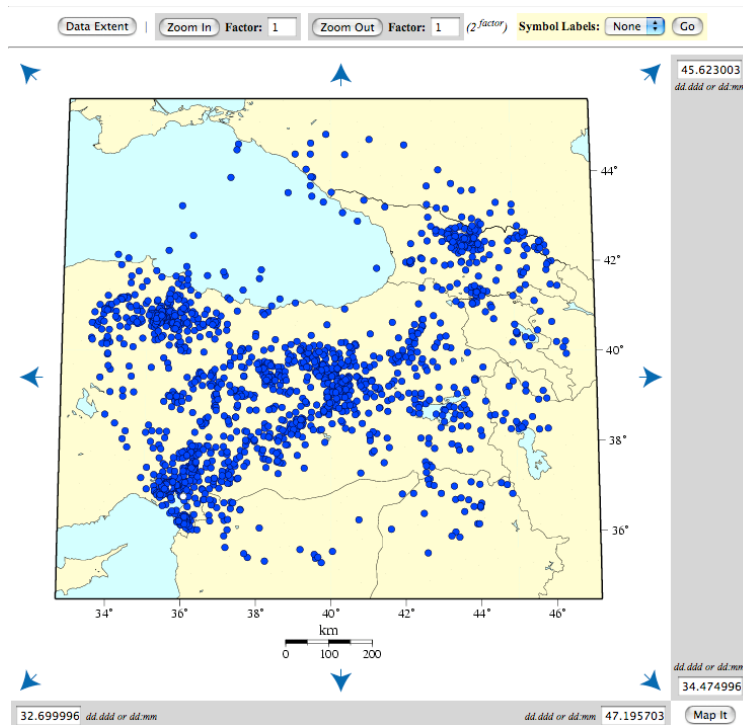 Data Extent | Zoom In Factor: 1 Zoom Out Factor: 1 (2 factor) Symbol Labels: None Go
45.623003
dd.ddd or dd:mm
44°
42°
40°
38°
36°
34° 36° 38° 40° 42° 44° 46°
km
0 100 200
dd.ddd or dd:mm
34.474996
32.699996 dd.ddd or dd:mm dd.ddd or dd:mm 47.195703 Map It